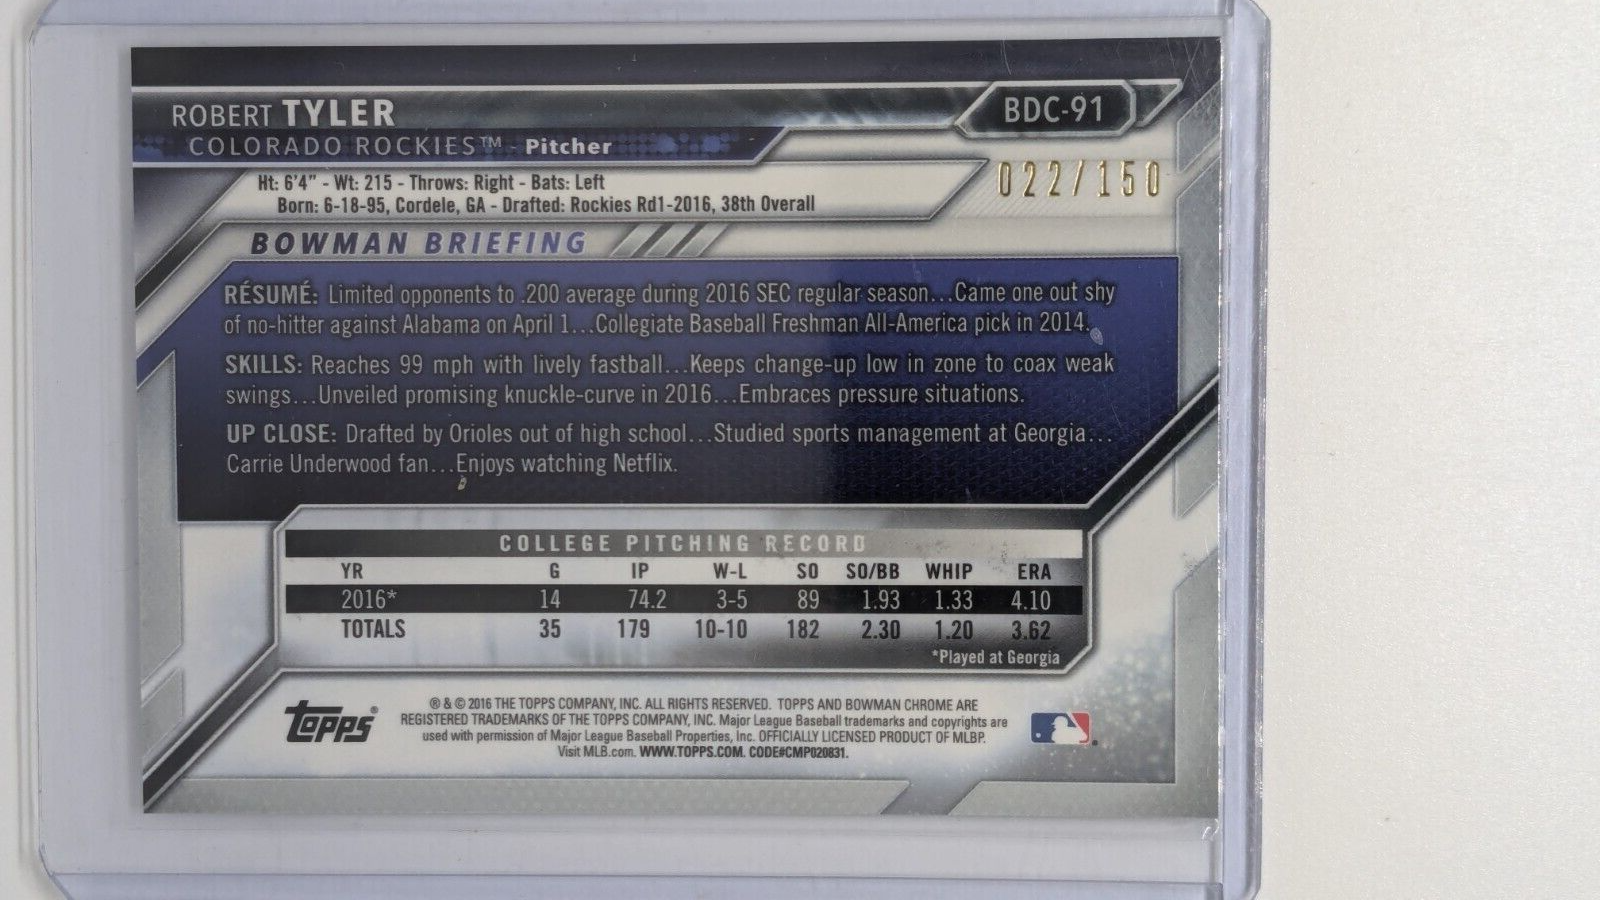 ROBERT TYLER
BDC-91
COLORADO ROCKIES™ - Pitcher
022/150
Ht: 6'4" - Wt: 215 - Throws: Right - Bats: Left
Born: 6-18-95, Cordele, GA - Drafted: Rockies Rd1-2016, 38th Overall
BOWMAN BRIEFING
RÉSUMÉ: Limited opponents to .200 average during 2016 SEC regular season...Came one out shy
of no-hitter against Alabama on April 1...Collegiate Baseball Freshman All-America pick in 2014.
SKILLS: Reaches 99 mph with lively fastball...Keeps change-up low in zone to coax weak
swings...Unveiled promising knuckle-curve in 2016...Embraces pressure situations.
UP CLOSE: Drafted by Orioles out of high school...Studied sports management at Georgia...
Carrie Underwood fan...Enjoys watching Netflix.
COLLEGE PITCHING RECORD
YR G IP W-L SO SO/BB WHIP ERA
2016* 14 74.2 3-5 89 1.93 1.33 4.10
TOTALS 35 179 10-10 182 2.30 1.20 3.62
*Played at Georgia
Topps®
® & © 2016 THE TOPPS COMPANY, INC. ALL RIGHTS RESERVED. TOPPS AND BOWMAN CHROME ARE
REGISTERED TRADEMARKS OF THE TOPPS COMPANY, INC. Major League Baseball trademarks and copyrights are
used with permission of Major League Baseball Properties, Inc. OFFICIALLY LICENSED PRODUCT OF MLBP.
Visit MLB.com. WWW.TOPPS.COM. CODE#CMP020831.